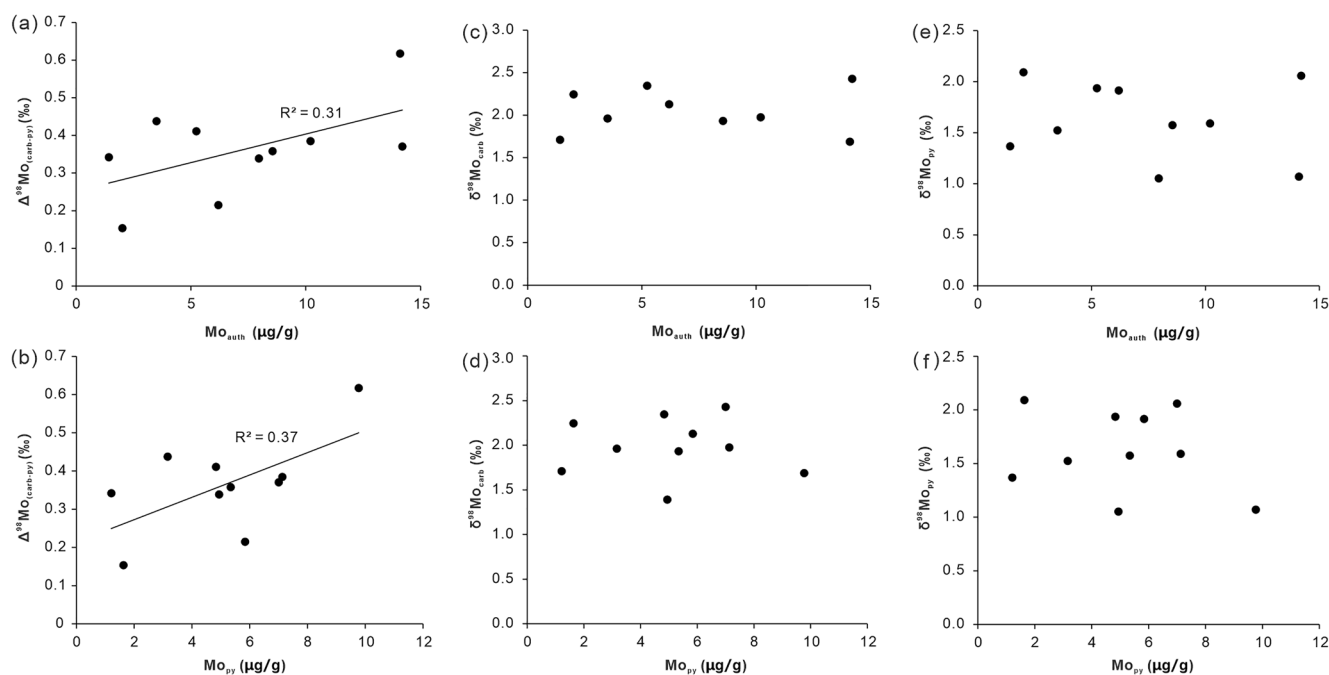 (a)
0.7
0.6
0.5
0.4
0.3
0.2
0.1
0
Δ⁹⁸Mo(carb-py) (‰)
R² = 0.31
0 5 10 15
Moauth (μg/g)
(c)
3.0
2.5
2.0
1.5
1.0
0.5
0.0
δ⁹⁸Mocarb (‰)
0 5 10 15
Moauth (μg/g)
(e)
2.5
2.0
1.5
1.0
0.5
0.0
δ⁹⁸Mopy (‰)
0 5 10 15
Moauth (μg/g)
(b)
0.7
0.6
0.5
0.4
0.3
0.2
0.1
0
Δ⁹⁸Mo(carb-py) (‰)
R² = 0.37
0 2 4 6 8 10 12
Mopy (μg/g)
(d)
3.0
2.5
2.0
1.5
1.0
0.5
0.0
δ⁹⁸Mocarb (‰)
0 2 4 6 8 10 12
Mopy (μg/g)
(f)
2.5
2.0
1.5
1.0
0.5
0.0
δ⁹⁸Mopy (‰)
0 2 4 6 8 10 12
Mopy (μg/g)